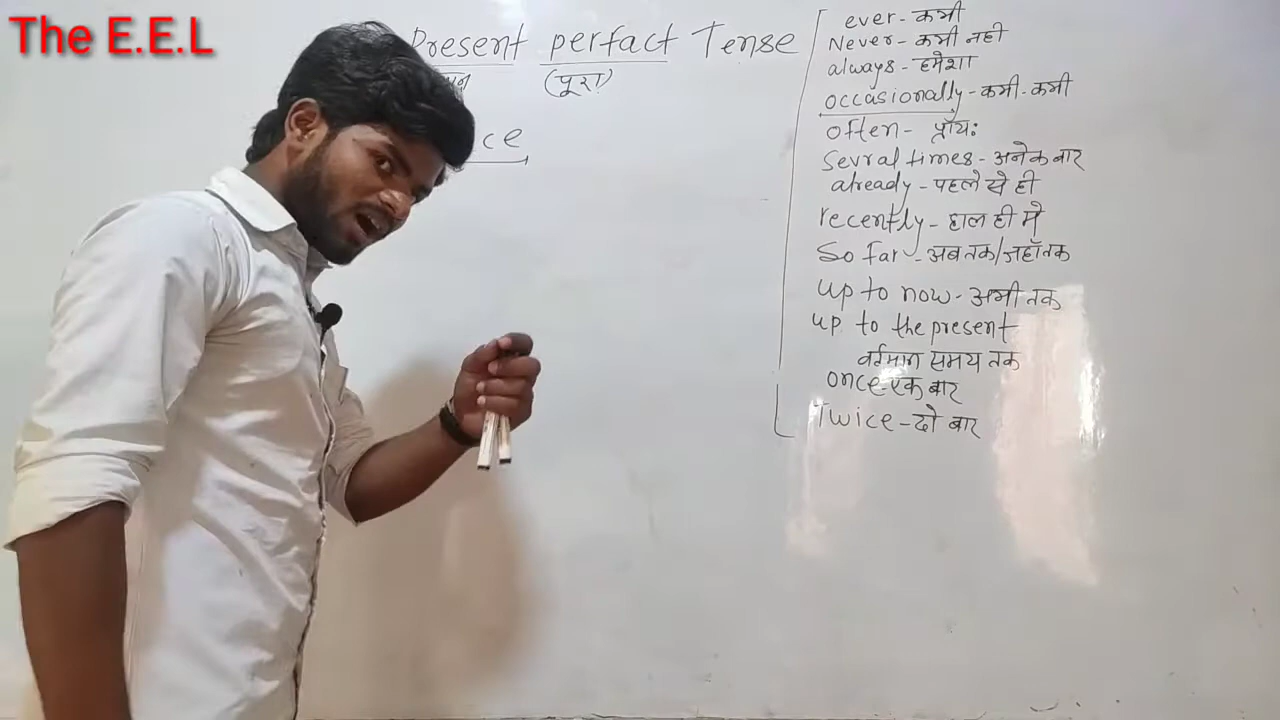 The E.E.L
Present perfact Tense
(पूरा)
ever - कभी
Never - कभी नही
always - हमेशा
occasionally - कभी-कभी
often - प्रॉयः
Sevral times - अनेक बार
already - पहले से ही
recently - हाल ही मे
So far - अब तक/जहॉ तक
up to now - अभी तक
up to the present
वर्तमान समय तक
once - एक बार
Twice - दो बार